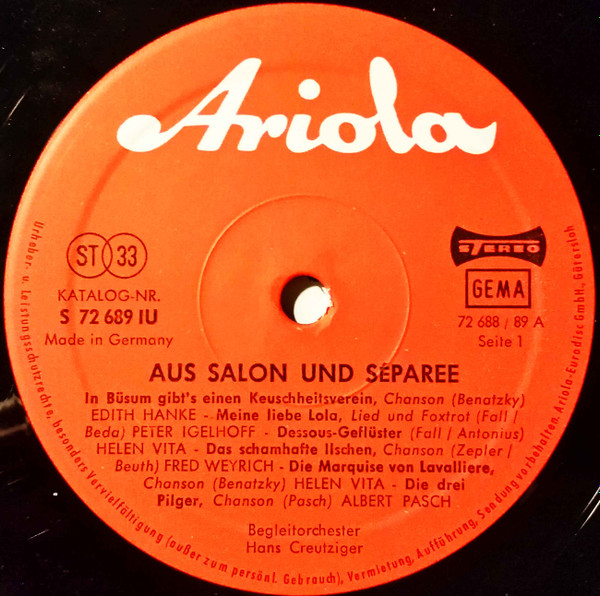 Ariola
ST 33
KATALOG-NR.
S 72 689 IU
Made in Germany
STEREO
GEMA
72 688 / 89 A
Seite 1
AUS SALON UND SÉPAREE
In Büsum gibt's einen Keuschheitsverein, Chanson (Benatzky)
EDITH HANKE - Meine liebe Lola, Lied und Foxtrot (Fall /
Beda) PETER IGELHOFF - Dessous-Geflüster (Fall / Antonius)
HELEN VITA - Das schamhafte Ilschen, Chanson (Zepler /
Beuth) FRED WEYRICH - Die Marquise von Lavalliere,
Chanson (Benatzky) HELEN VITA - Die drei
Pilger, Chanson (Pasch) ALBERT PASCH
Begleitorchester
Hans Creutziger
Urheber- u. Leistungsschutzrechte, besonders Vervielfältigung (außer zum persönl. Gebrauch), Vermietung, Aufführung, Sendung vorbehalten. Ariola-Eurodisc GmbH., Gütersloh